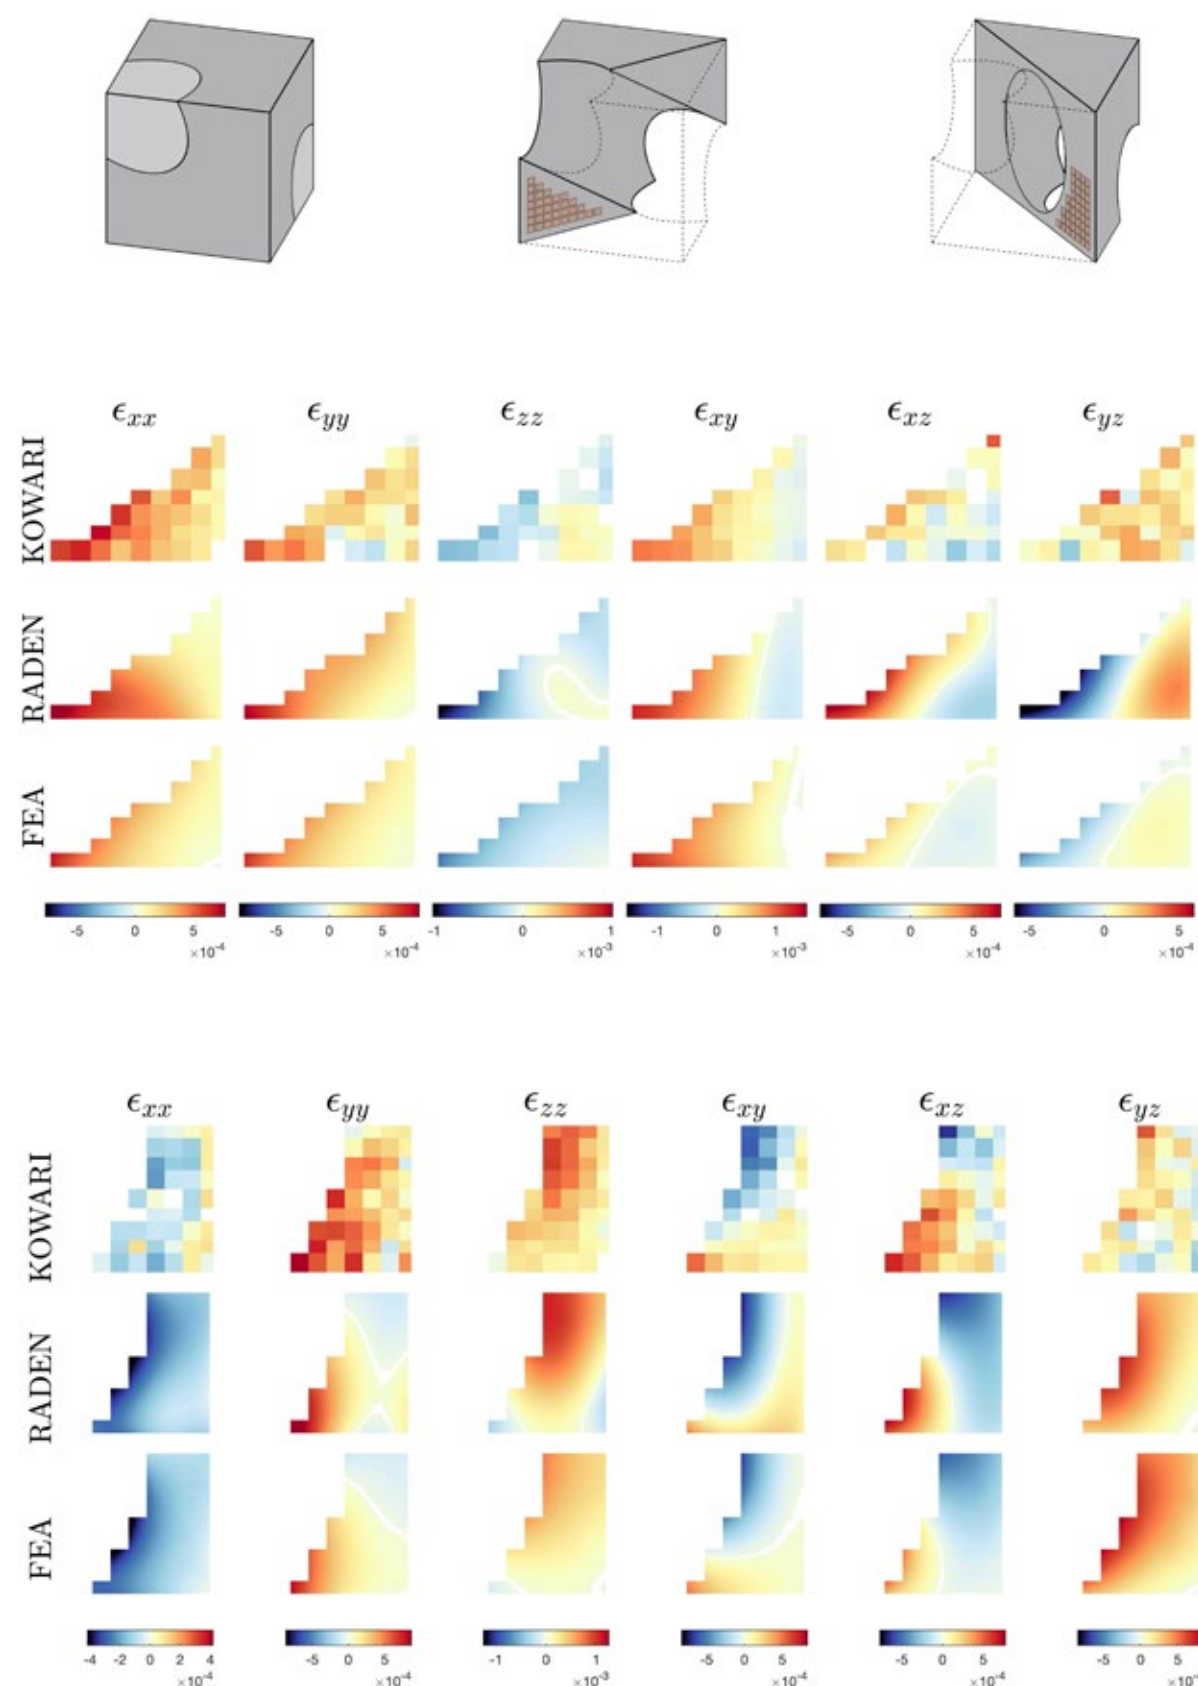 ϵxx ϵyy ϵzz ϵxy ϵxz ϵyz
KOWARI
RADEN
FEA
-5 0 5 -5 0 5 -1 0 1 -1 0 1 -5 0 5 -5 0 5
×10-4 ×10-4 ×10-3 ×10-3 ×10-4 ×10-4
ϵxx ϵyy ϵzz ϵxy ϵxz ϵyz
KOWARI
RADEN
FEA
-4 -2 0 2 4 -5 0 5 -1 0 1 -5 0 5 -5 0 5 -5 0 5
×10-4 ×10-4 ×10-3 ×10-4 ×10-4